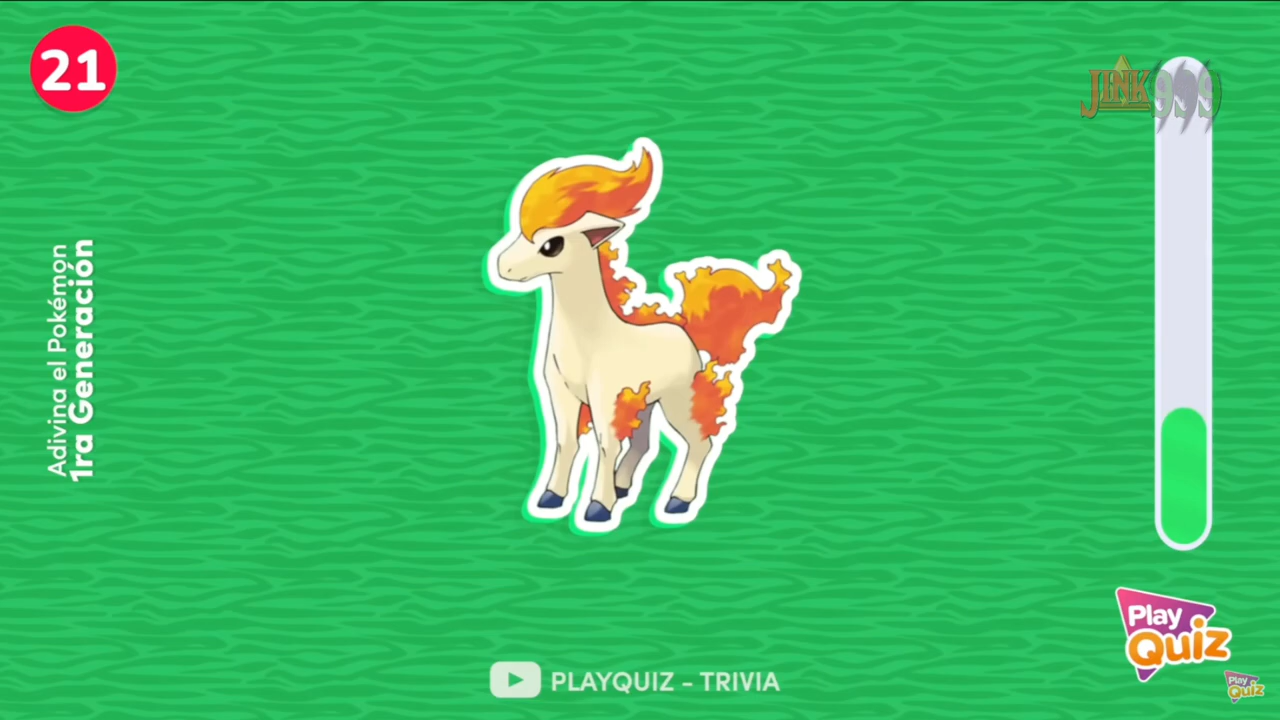 21
JINK999
Adivina el Pokémon
1ra Generación
Play
Quiz
Play
Quiz
PLAYQUIZ - TRIVIA